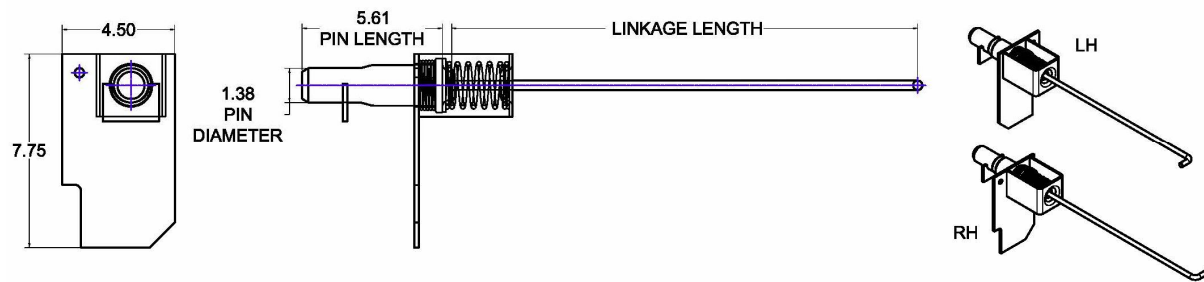 4.50
7.75
5.61
PIN LENGTH
1.38
PIN
DIAMETER
LINKAGE LENGTH
LH
RH